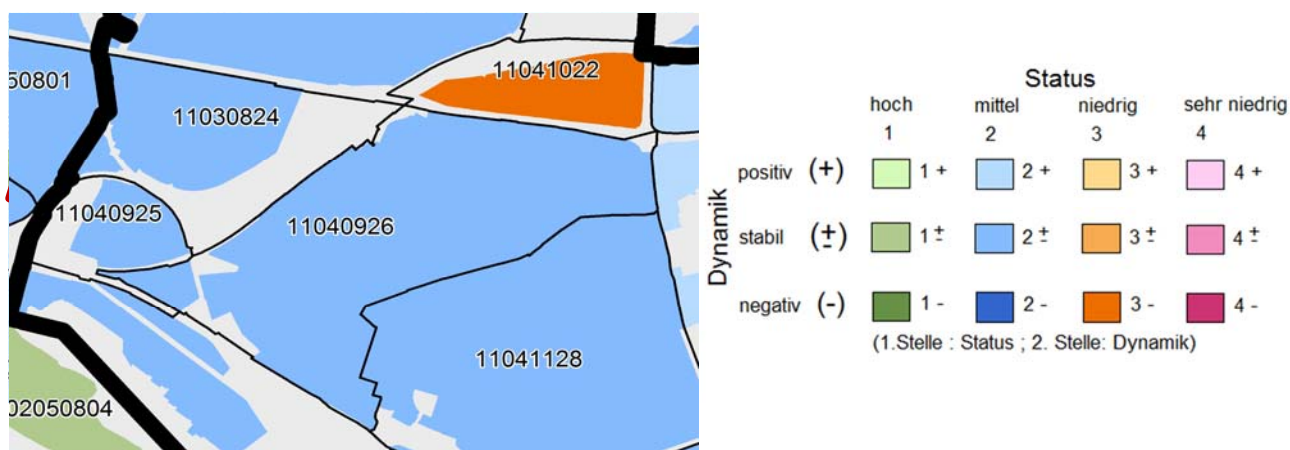 50801
11030824
11041022
11040925
11040926
11041128
02050804
Status
hoch mittel niedrig sehr niedrig
1 2 3 4
Dynamik
positiv (+) 1 + 2 + 3 + 4 +
stabil (±) 1 ± 2 ± 3 ± 4 ±
negativ (-) 1 - 2 - 3 - 4 -
(1.Stelle : Status ; 2. Stelle: Dynamik)